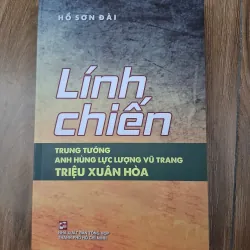 HỒ SƠN ĐÀI
Lính
chiến
TRUNG TƯỚNG
ANH HÙNG LỰC LƯỢNG VŨ TRANG
TRIỆU XUÂN HÒA